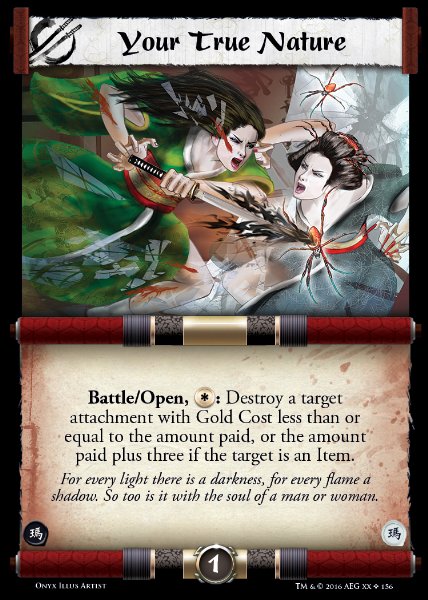 Your True Nature
Battle/Open, *: Destroy a target
attachment with Gold Cost less than or
equal to the amount paid, or the amount
paid plus three if the target is an Item.
For every light there is a darkness, for every flame a
shadow. So too is it with the soul of a man or woman.
瑪 瑪
1
Onyx Illus Artist TM & © 2016 AEG XX ❖ 156